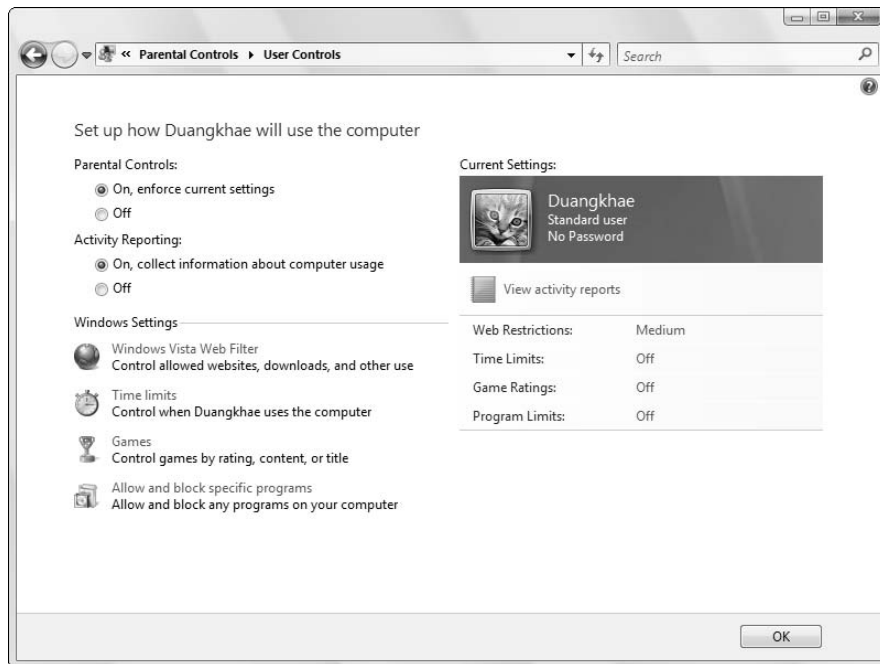 « Parental Controls ▸ User Controls
Search
Set up how Duangkhae will use the computer
Parental Controls:
On, enforce current settings
Off
Activity Reporting:
On, collect information about computer usage
Off
Windows Settings
Windows Vista Web Filter
Control allowed websites, downloads, and other use
Time limits
Control when Duangkhae uses the computer
Games
Control games by rating, content, or title
Allow and block specific programs
Allow and block any programs on your computer
Current Settings:
Duangkhae
Standard user
No Password
View activity reports
Web Restrictions: Medium
Time Limits: Off
Game Ratings: Off
Program Limits: Off
OK